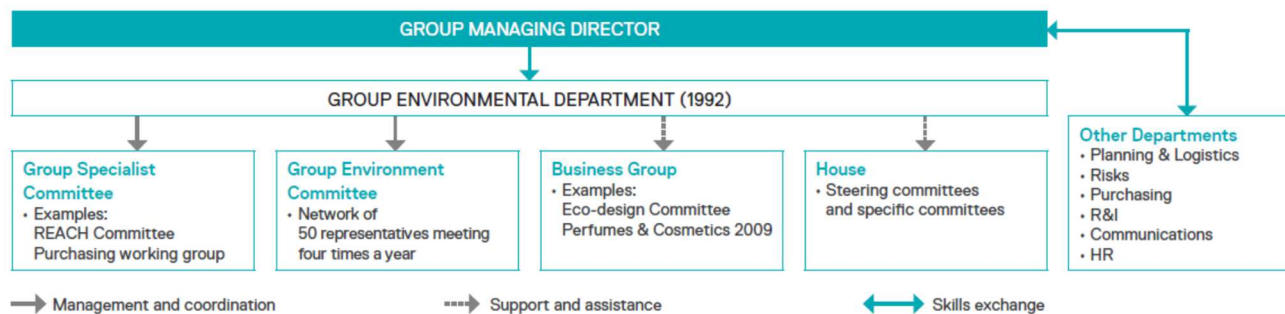 GROUP MANAGING DIRECTOR
GROUP ENVIRONMENTAL DEPARTMENT (1992)
Group Specialist
Committee
• Examples:
REACH Committee
Purchasing working group
Group Environment
Committee
• Network of
50 representatives meeting
four times a year
Business Group
• Examples:
Eco-design Committee
Perfumes & Cosmetics 2009
House
• Steering committees
and specific committees
Other Departments
• Planning & Logistics
• Risks
• Purchasing
• R&I
• Communications
• HR
Management and coordination
Support and assistance
Skills exchange